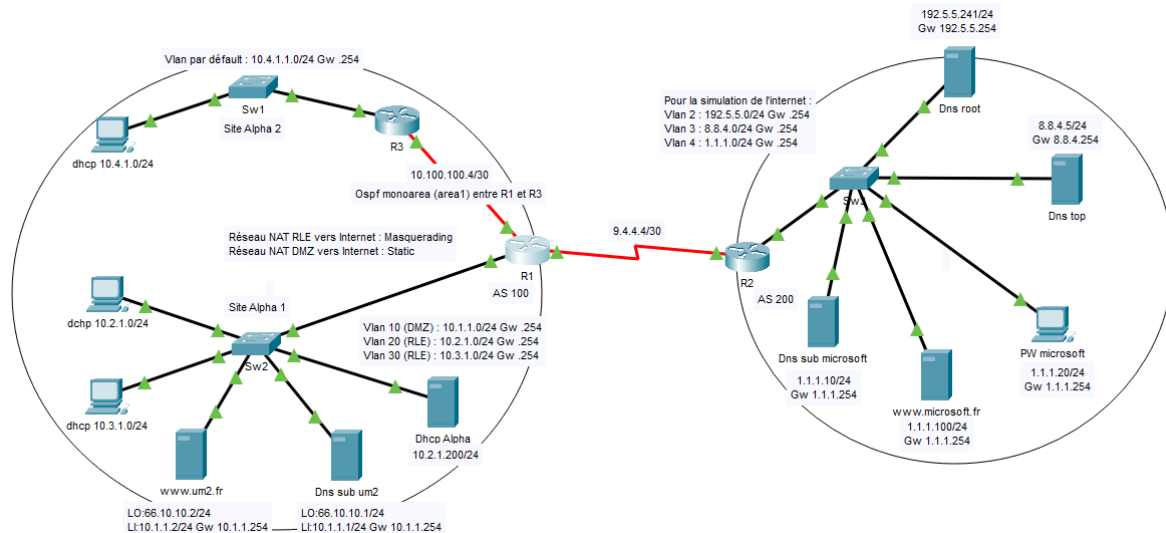 192.5.5.241/24
Gw 192.5.5.254
Dns root
Vlan par défault : 10.4.1.1.0/24 Gw .254
Sw1
Site Alpha 2
dhcp 10.4.1.0/24
R3
10.100.100.4/30
Ospf monoarea (area1) entre R1 et R3
Pour la simulation de l'internet :
Vlan 2 : 192.5.5.0/24 Gw .254
Vlan 3 : 8.8.4.0/24 Gw .254
Vlan 4 : 1.1.1.0/24 Gw .254
8.8.4.5/24
Gw 8.8.4.254
Dns top
Sw3
Réseau NAT RLE vers Internet : Masquerading
Réseau NAT DMZ vers Internet : Static
9.4.4.4/30
R1
AS 100
R2
AS 200
Site Alpha 1
dchp 10.2.1.0/24
Vlan 10 (DMZ) : 10.1.1.0/24 Gw .254
Vlan 20 (RLE) : 10.2.1.0/24 Gw .254
Vlan 30 (RLE) : 10.3.1.0/24 Gw .254
Sw2
dhcp 10.3.1.0/24
Dhcp Alpha
10.2.1.200/24
www.um2.fr
LO:66.10.10.2/24
LI:10.1.1.2/24 Gw 10.1.1.254
Dns sub um2
LO:66.10.10.1/24
LI:10.1.1.1/24 Gw 10.1.1.254
Dns sub microsoft
1.1.1.10/24
Gw 1.1.1.254
www.microsoft.fr
1.1.1.100/24
Gw 1.1.1.254
PW microsoft
1.1.1.20/24
Gw 1.1.1.254